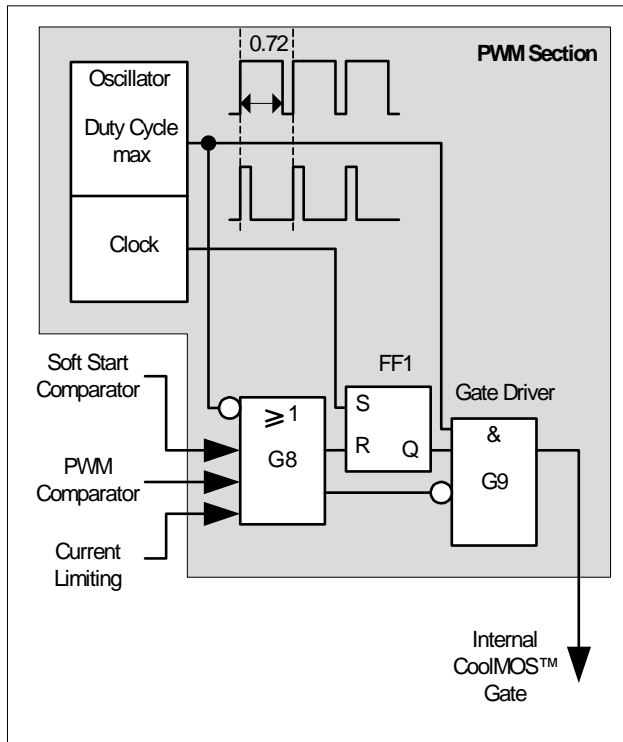 0.72
PWM Section
Oscillator
Duty Cycle
max
Clock
Soft Start
Comparator
PWM
Comparator
Current
Limiting
FF1
Gate Driver
≥1
G8
S
R
Q
&
G9
Internal
CoolMOS™
Gate